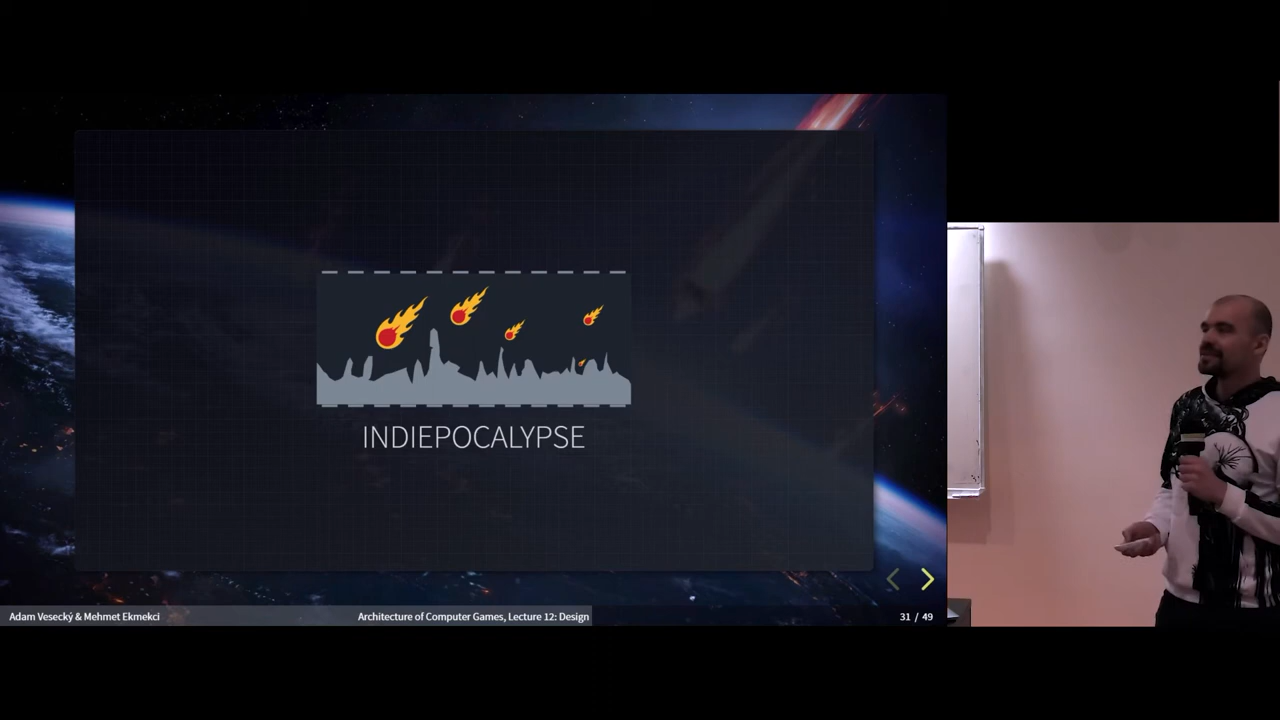 INDIEPOCALYPSE
Adam Vesecký & Mehmet Ekmekci
Architecture of Computer Games, Lecture 12: Design
31 / 49